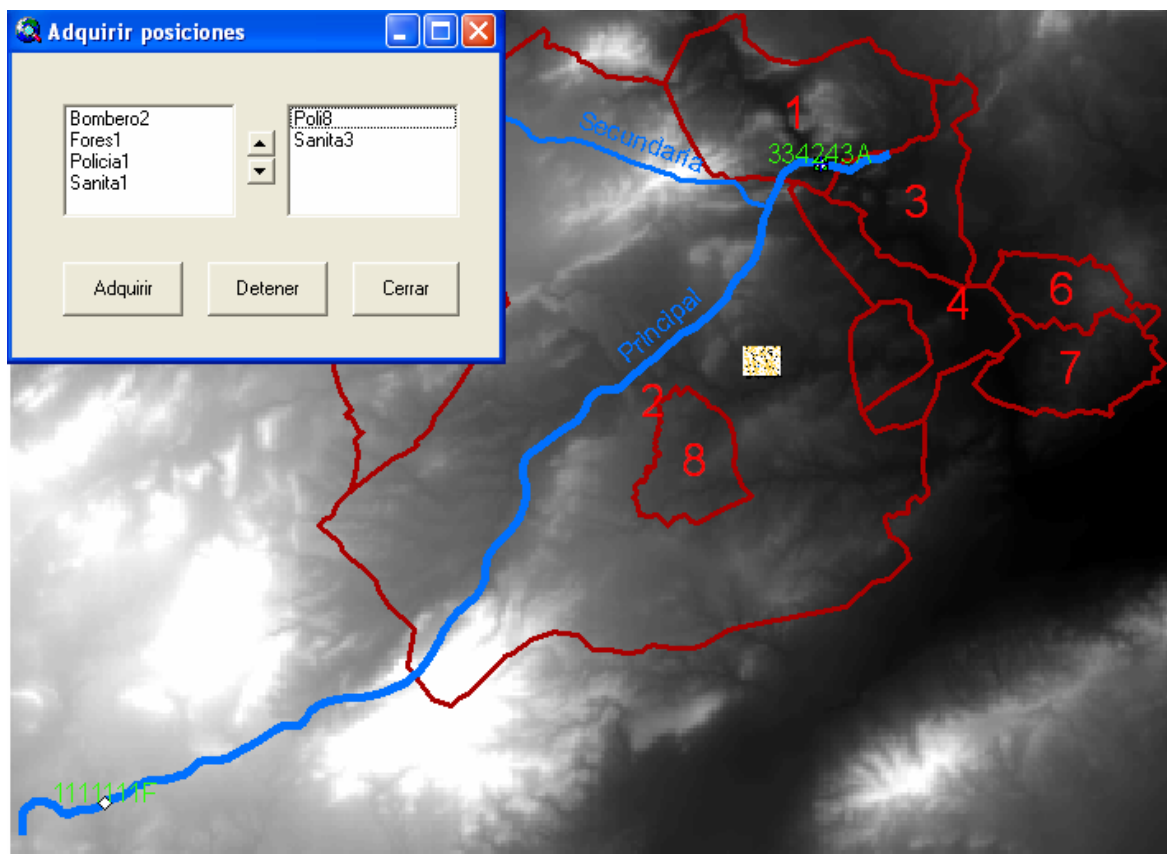 Adquirir posiciones
Bombero2
Fores1
Policia1
Sanita1
Poli8
Sanita3
Adquirir
Detener
Cerrar
1
Secundaría
334243A
3
6
4
Principal
7
2
8
1111111F